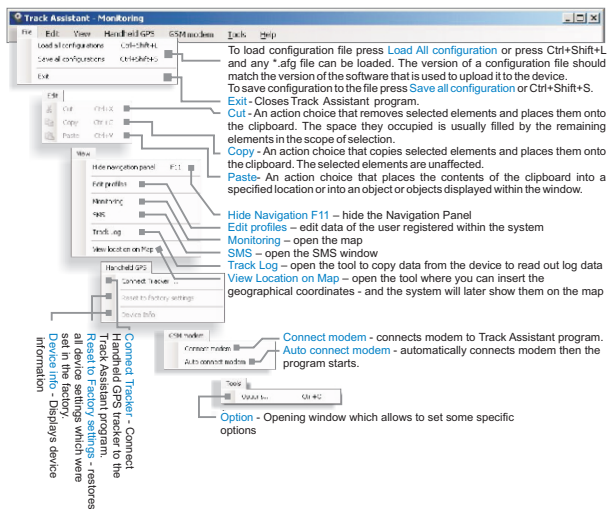 Track Assistant - Monitoring
File Edit View Handheld GPS GSM modem Tools Help
Load all configurations Ctrl+Shift+L
Save all configurations Ctrl+Shift+S
Exit
To load configuration file press Load All configuration or press Ctrl+Shift+L
and any *.afg file can be loaded. The version of a configuration file should
match the version of the software that is used to upload it to the device.
To save configuration to the file press Save all configuration or Ctrl+Shift+S.
Exit - Closes Track Assistant program.
Edit
Cut Ctrl+X
Copy Ctrl+C
Paste Ctrl+V
Cut - An action choice that removes selected elements and places them onto
the clipboard. The space they occupied is usually filled by the remaining
elements in the scope of selection.
Copy - An action choice that copies selected elements and places them onto
the clipboard. The selected elements are unaffected.
Paste- An action choice that places the contents of the clipboard into a
specified location or into an object or objects displayed within the window.
View
Hide navigation panel F11
Edit profiles
Monitoring
SMS
Track Log
View location on Map
Hide Navigation F11 – hide the Navigation Panel
Edit profiles – edit data of the user registered within the system
Monitoring – open the map
SMS – open the SMS window
Track Log – open the tool to copy data from the device to read out log data
View Location on Map – open the tool where you can insert the
geographical coordinates - and the system will later show them on the map
Handheld GPS
Connect Tracker ...
Reset to Factory settings
Device Info
Connect Tracker - Connect
Handheld GPS tracker to the
Track Assistant program.
Reset to Factory settings - restores
all device settings which were
set in the factory.
Device info - Displays device
information
GSM modem
Connect modem
Auto connect modem
Connect modem - connects modem to Track Assistant program.
Auto connect modem - automatically connects modem then the
program starts.
Tools
Option... Ctrl+O
Option - Opening window which allows to set some specific
options